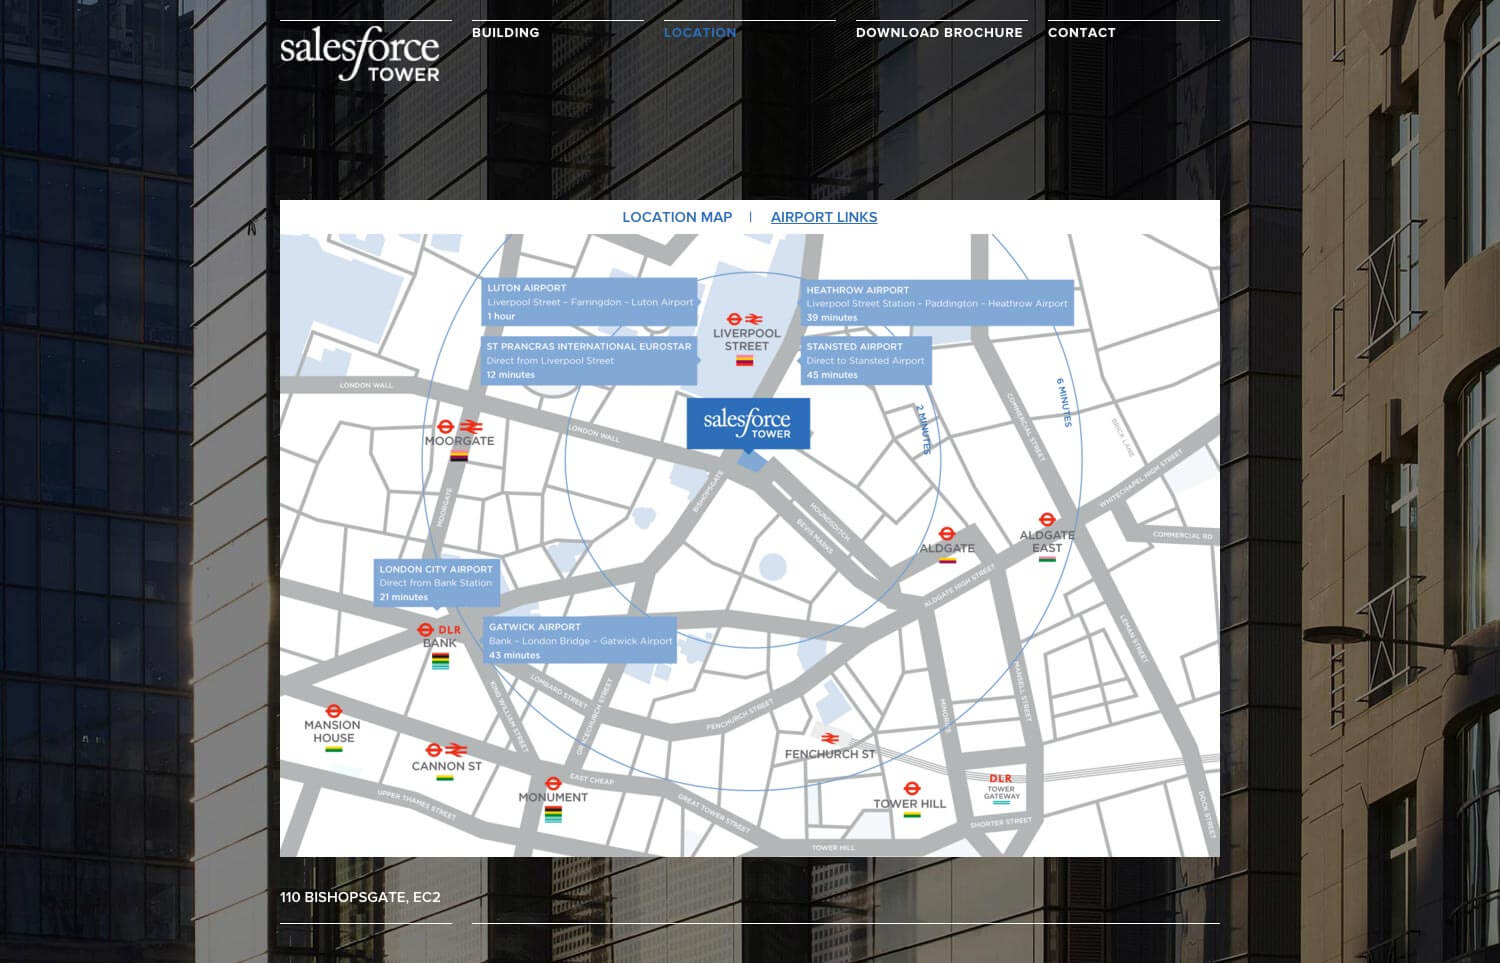 salesforce
TOWER
BUILDING
LOCATION
DOWNLOAD BROCHURE
CONTACT
LOCATION MAP | AIRPORT LINKS
LUTON AIRPORT
Liverpool Street – Farringdon – Luton Airport
1 hour
HEATHROW AIRPORT
Liverpool Street Station – Paddington – Heathrow Airport
39 minutes
LIVERPOOL
STREET
ST PRANCRAS INTERNATIONAL EUROSTAR
Direct from Liverpool Street
12 minutes
STANSTED AIRPORT
Direct to Stansted Airport
45 minutes
LONDON WALL
6 MINUTES
2 MINUTES
COMMERCIAL STREET
BRICK LANE
salesforce
TOWER
MOORGATE
LONDON WALL
WHITECHAPEL HIGH STREET
BISHOPSGATE
MOORGATE
HOUNSDITCH
BEVIS MARKS
COMMERCIAL RD
ALDGATE
ALDGATE
EAST
LONDON CITY AIRPORT
Direct from Bank Station
21 minutes
ALDGATE HIGH STREET
DLR
BANK
GATWICK AIRPORT
Bank – London Bridge – Gatwick Airport
43 minutes
LEMAN STREET
MANSELL STREET
LOMBARD STREET
KING WILLIAM STREET
GRACECHURCH STREET
FENCHURCH STREET
MINORIES
MANSION
HOUSE
CANNON ST
FENCHURCH ST
EAST CHEAP
MONUMENT
DLR
TOWER
GATEWAY
TOWER HILL
UPPER THAMES STREET
GREAT TOWER STREET
SHORTER STREET
DOCK STREET
TOWER HILL
110 BISHOPSGATE, EC2